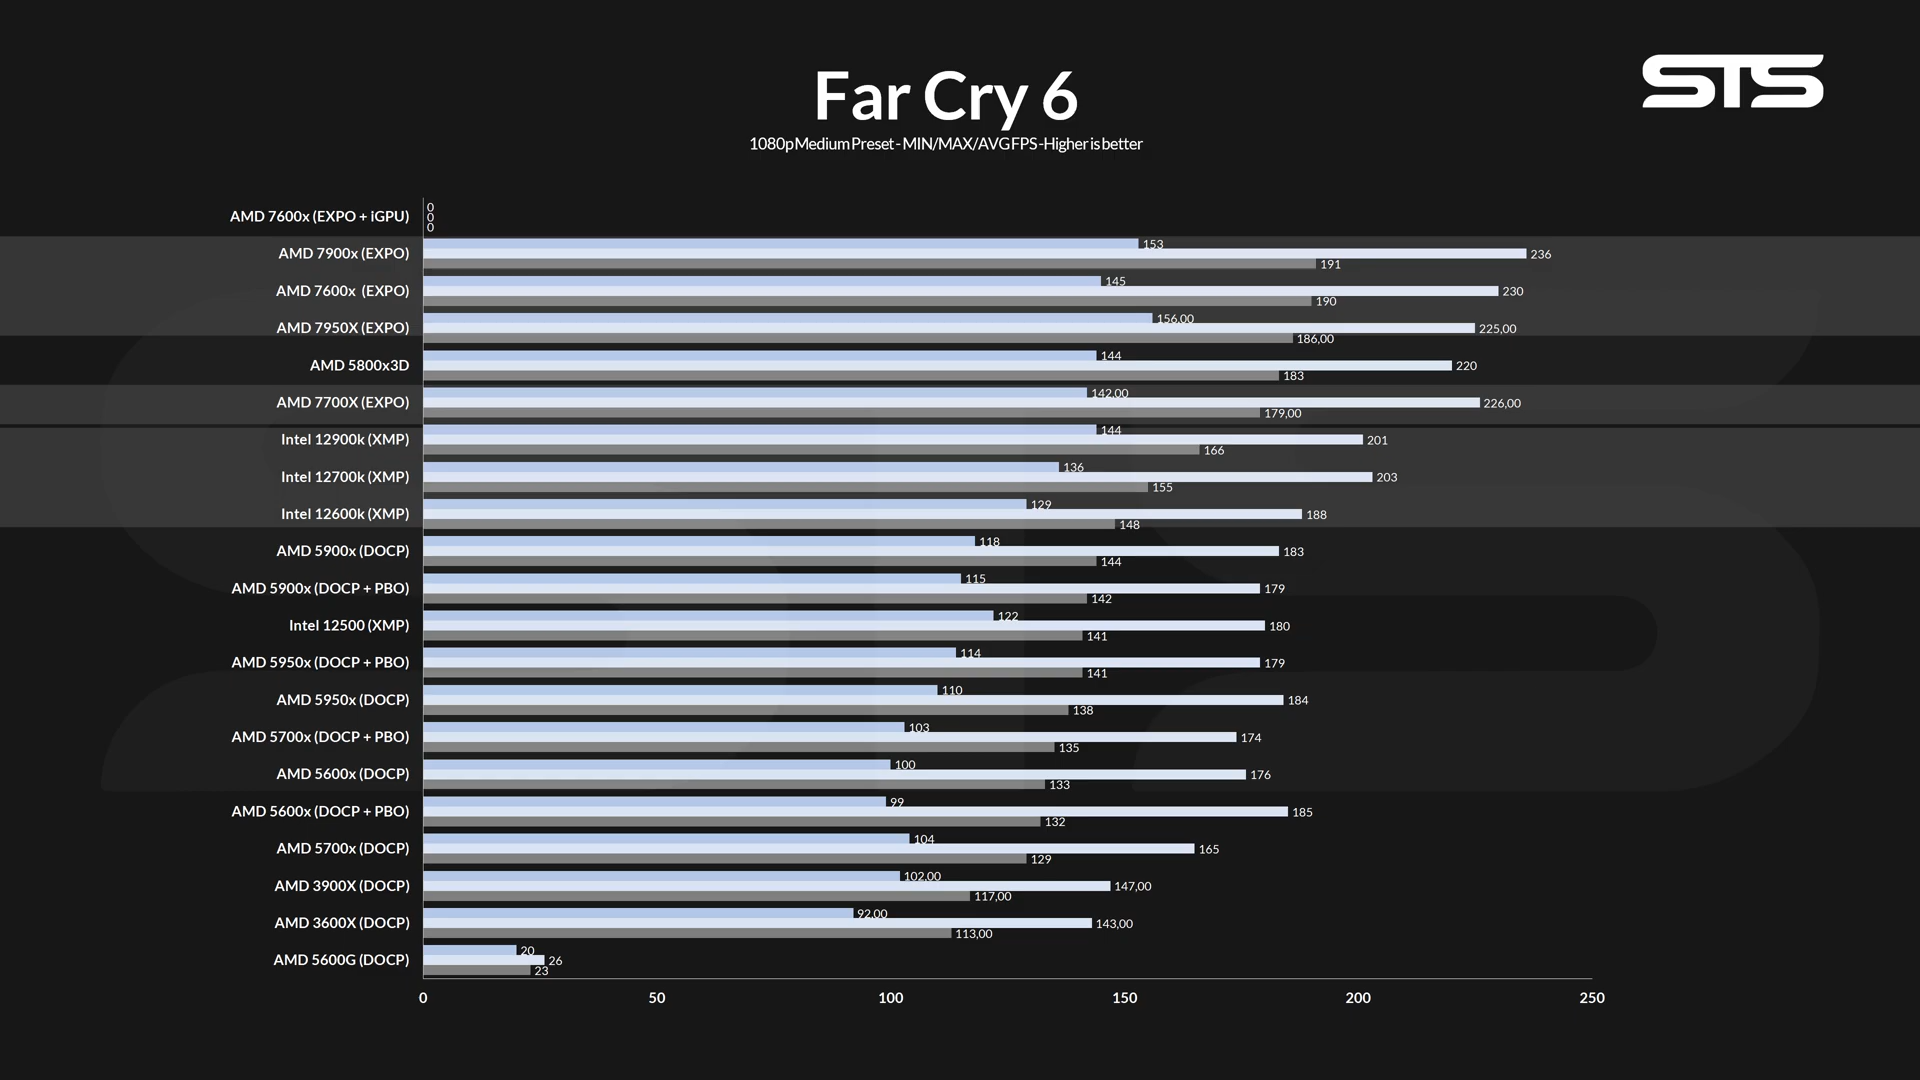 STS
Far Cry 6
1080p Medium Preset - MIN/MAX/AVG FPS - Higher is better
AMD 7600x (EXPO + iGPU) 0 0 0
AMD 7900x (EXPO) 153 236 191
AMD 7600x (EXPO) 145 230 190
AMD 7950X (EXPO) 156,00 225,00 186,00
AMD 5800x3D 144 220 183
AMD 7700X (EXPO) 142,00 226,00 179,00
Intel 12900k (XMP) 144 201 166
Intel 12700k (XMP) 136 203 155
Intel 12600k (XMP) 129 188 148
AMD 5900x (DOCP) 118 183 144
AMD 5900x (DOCP + PBO) 115 179 142
Intel 12500 (XMP) 122 180 141
AMD 5950x (DOCP + PBO) 114 179 141
AMD 5950x (DOCP) 110 184 138
AMD 5700x (DOCP + PBO) 103 174 135
AMD 5600x (DOCP) 100 176 133
AMD 5600x (DOCP + PBO) 99 185 132
AMD 5700x (DOCP) 104 165 129
AMD 3900X (DOCP) 102,00 147,00 117,00
AMD 3600X (DOCP) 92,00 143,00 113,00
AMD 5600G (DOCP) 20 26 23
0 50 100 150 200 250